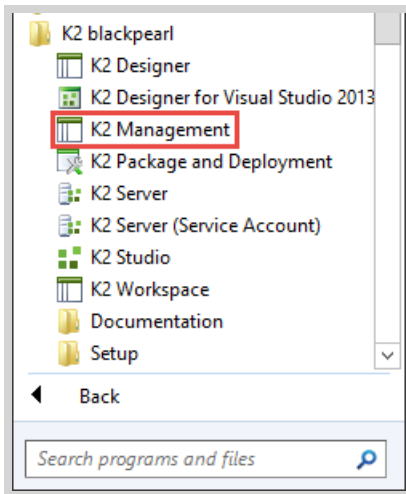 K2 blackpearl
K2 Designer
K2 Designer for Visual Studio 2013
K2 Management
K2 Package and Deployment
K2 Server
K2 Server (Service Account)
K2 Studio
K2 Workspace
Documentation
Setup
Back
Search programs and files